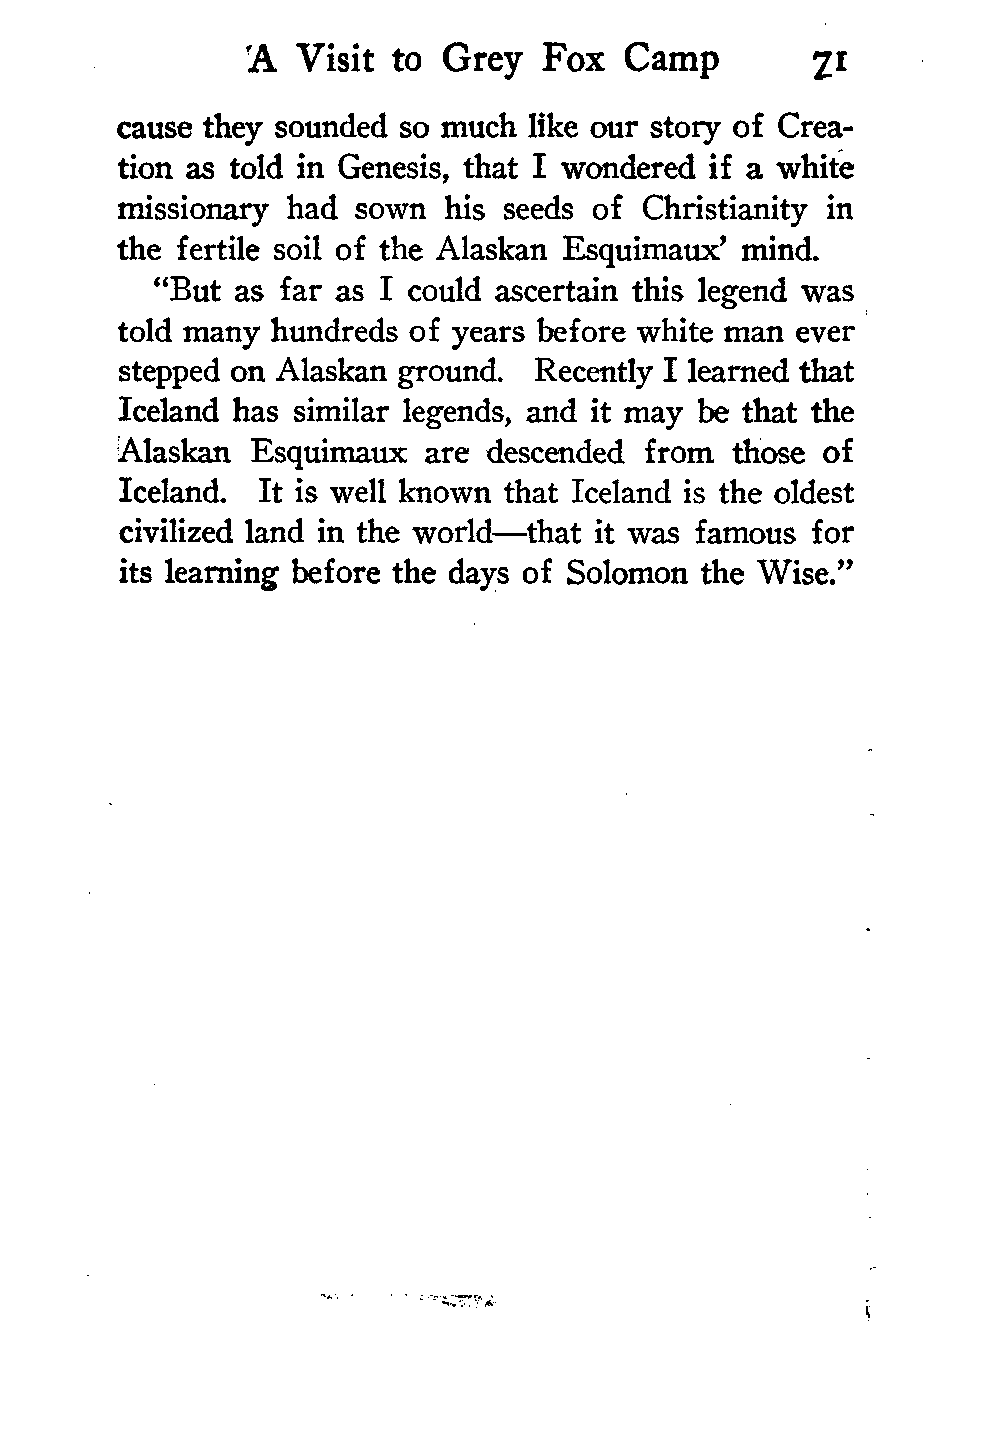 A Visit to Grey Fox Camp 71
cause they sounded so much like our story of Crea-
tion as told in Genesis, that I wondered if a white
missionary had sown his seeds of Christianity in
the fertile soil of the Alaskan Esquimaux' mind.
"But as far as I could ascertain this legend was
told many hundreds of years before white man ever
stepped on Alaskan ground. Recently I learned that
Iceland has similar legends, and it may be that the
Alaskan Esquimaux are descended from those of
Iceland. It is well known that Iceland is the oldest
civilized land in the world—that it was famous for
its learning before the days of Solomon the Wise."